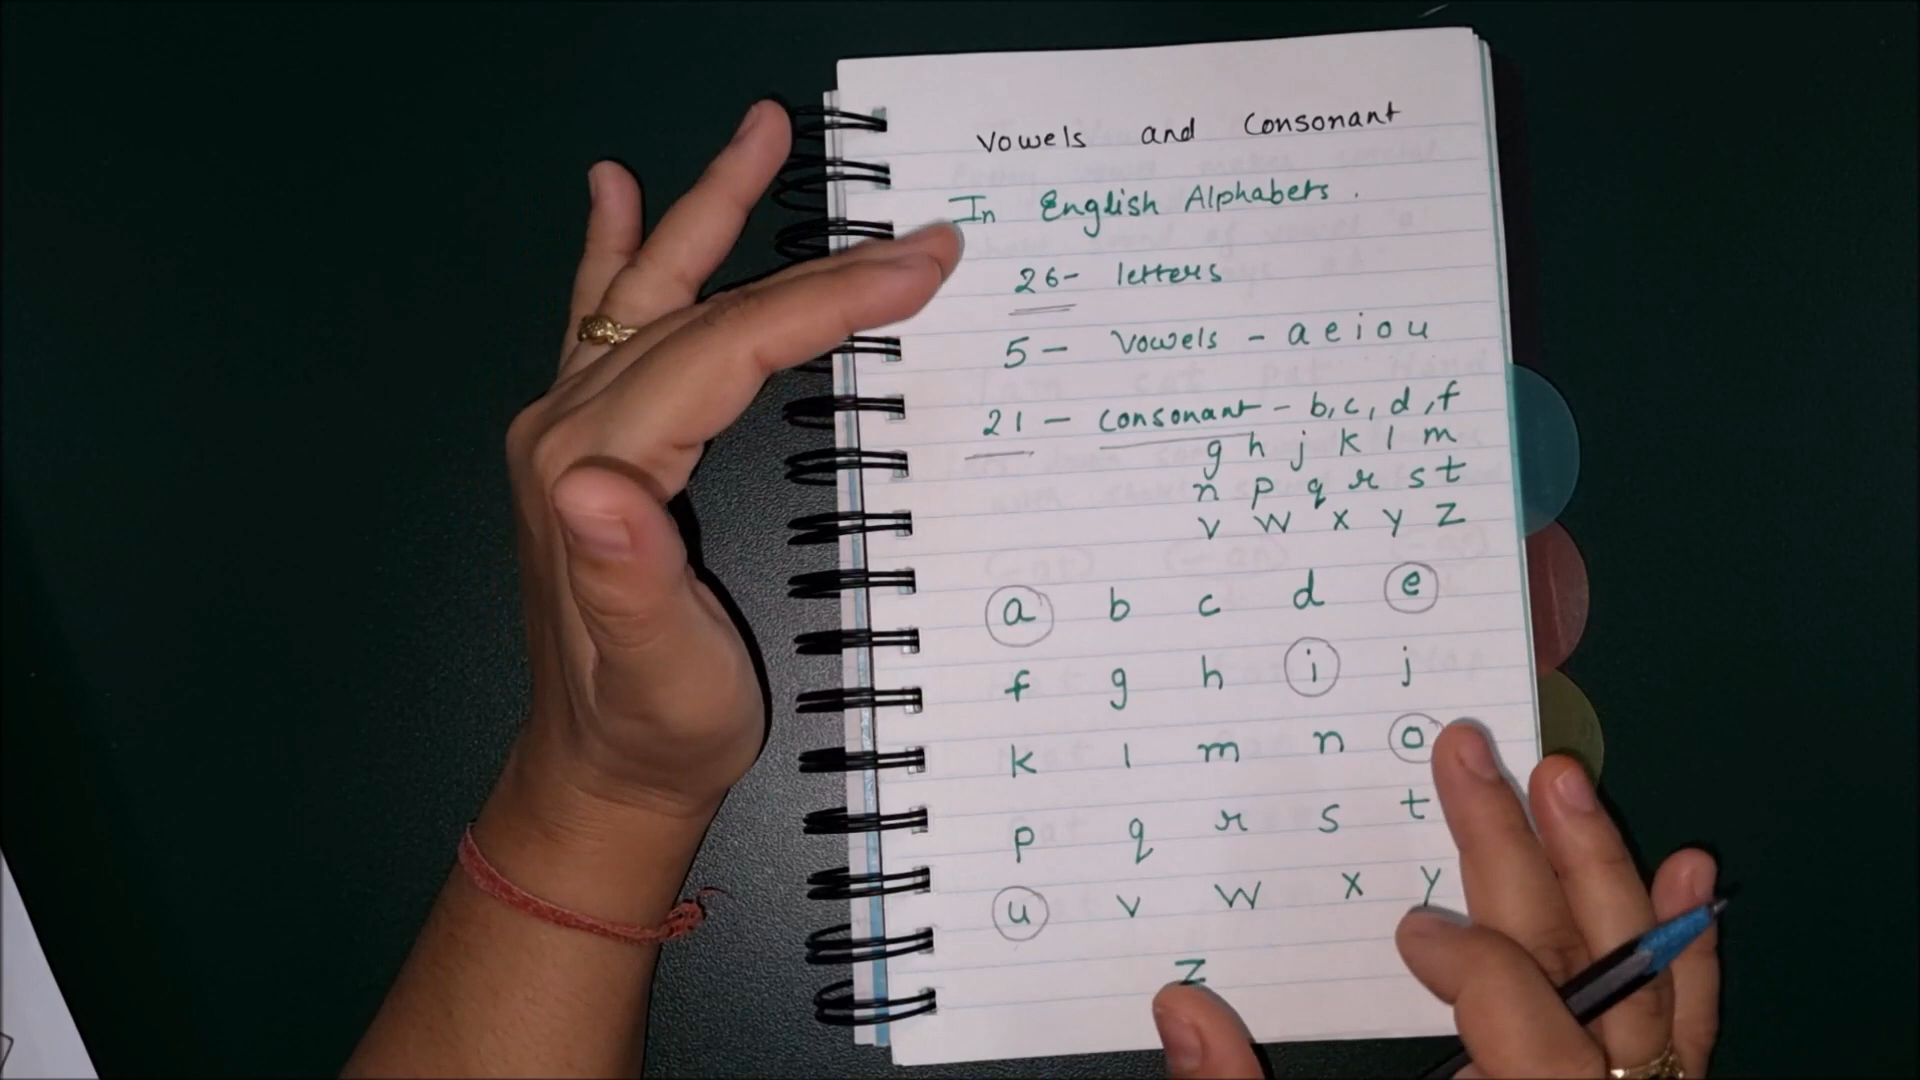 Vowels and Consonant
In English Alphabets.
26- letters
5 - Vowels - a e i o u
21 - consonant - b, c, d, f
g h j k l m
n p q r s t
v w x y z
a b c d e
f g h i j
k l m n o
p q r s t
u v w x y
z